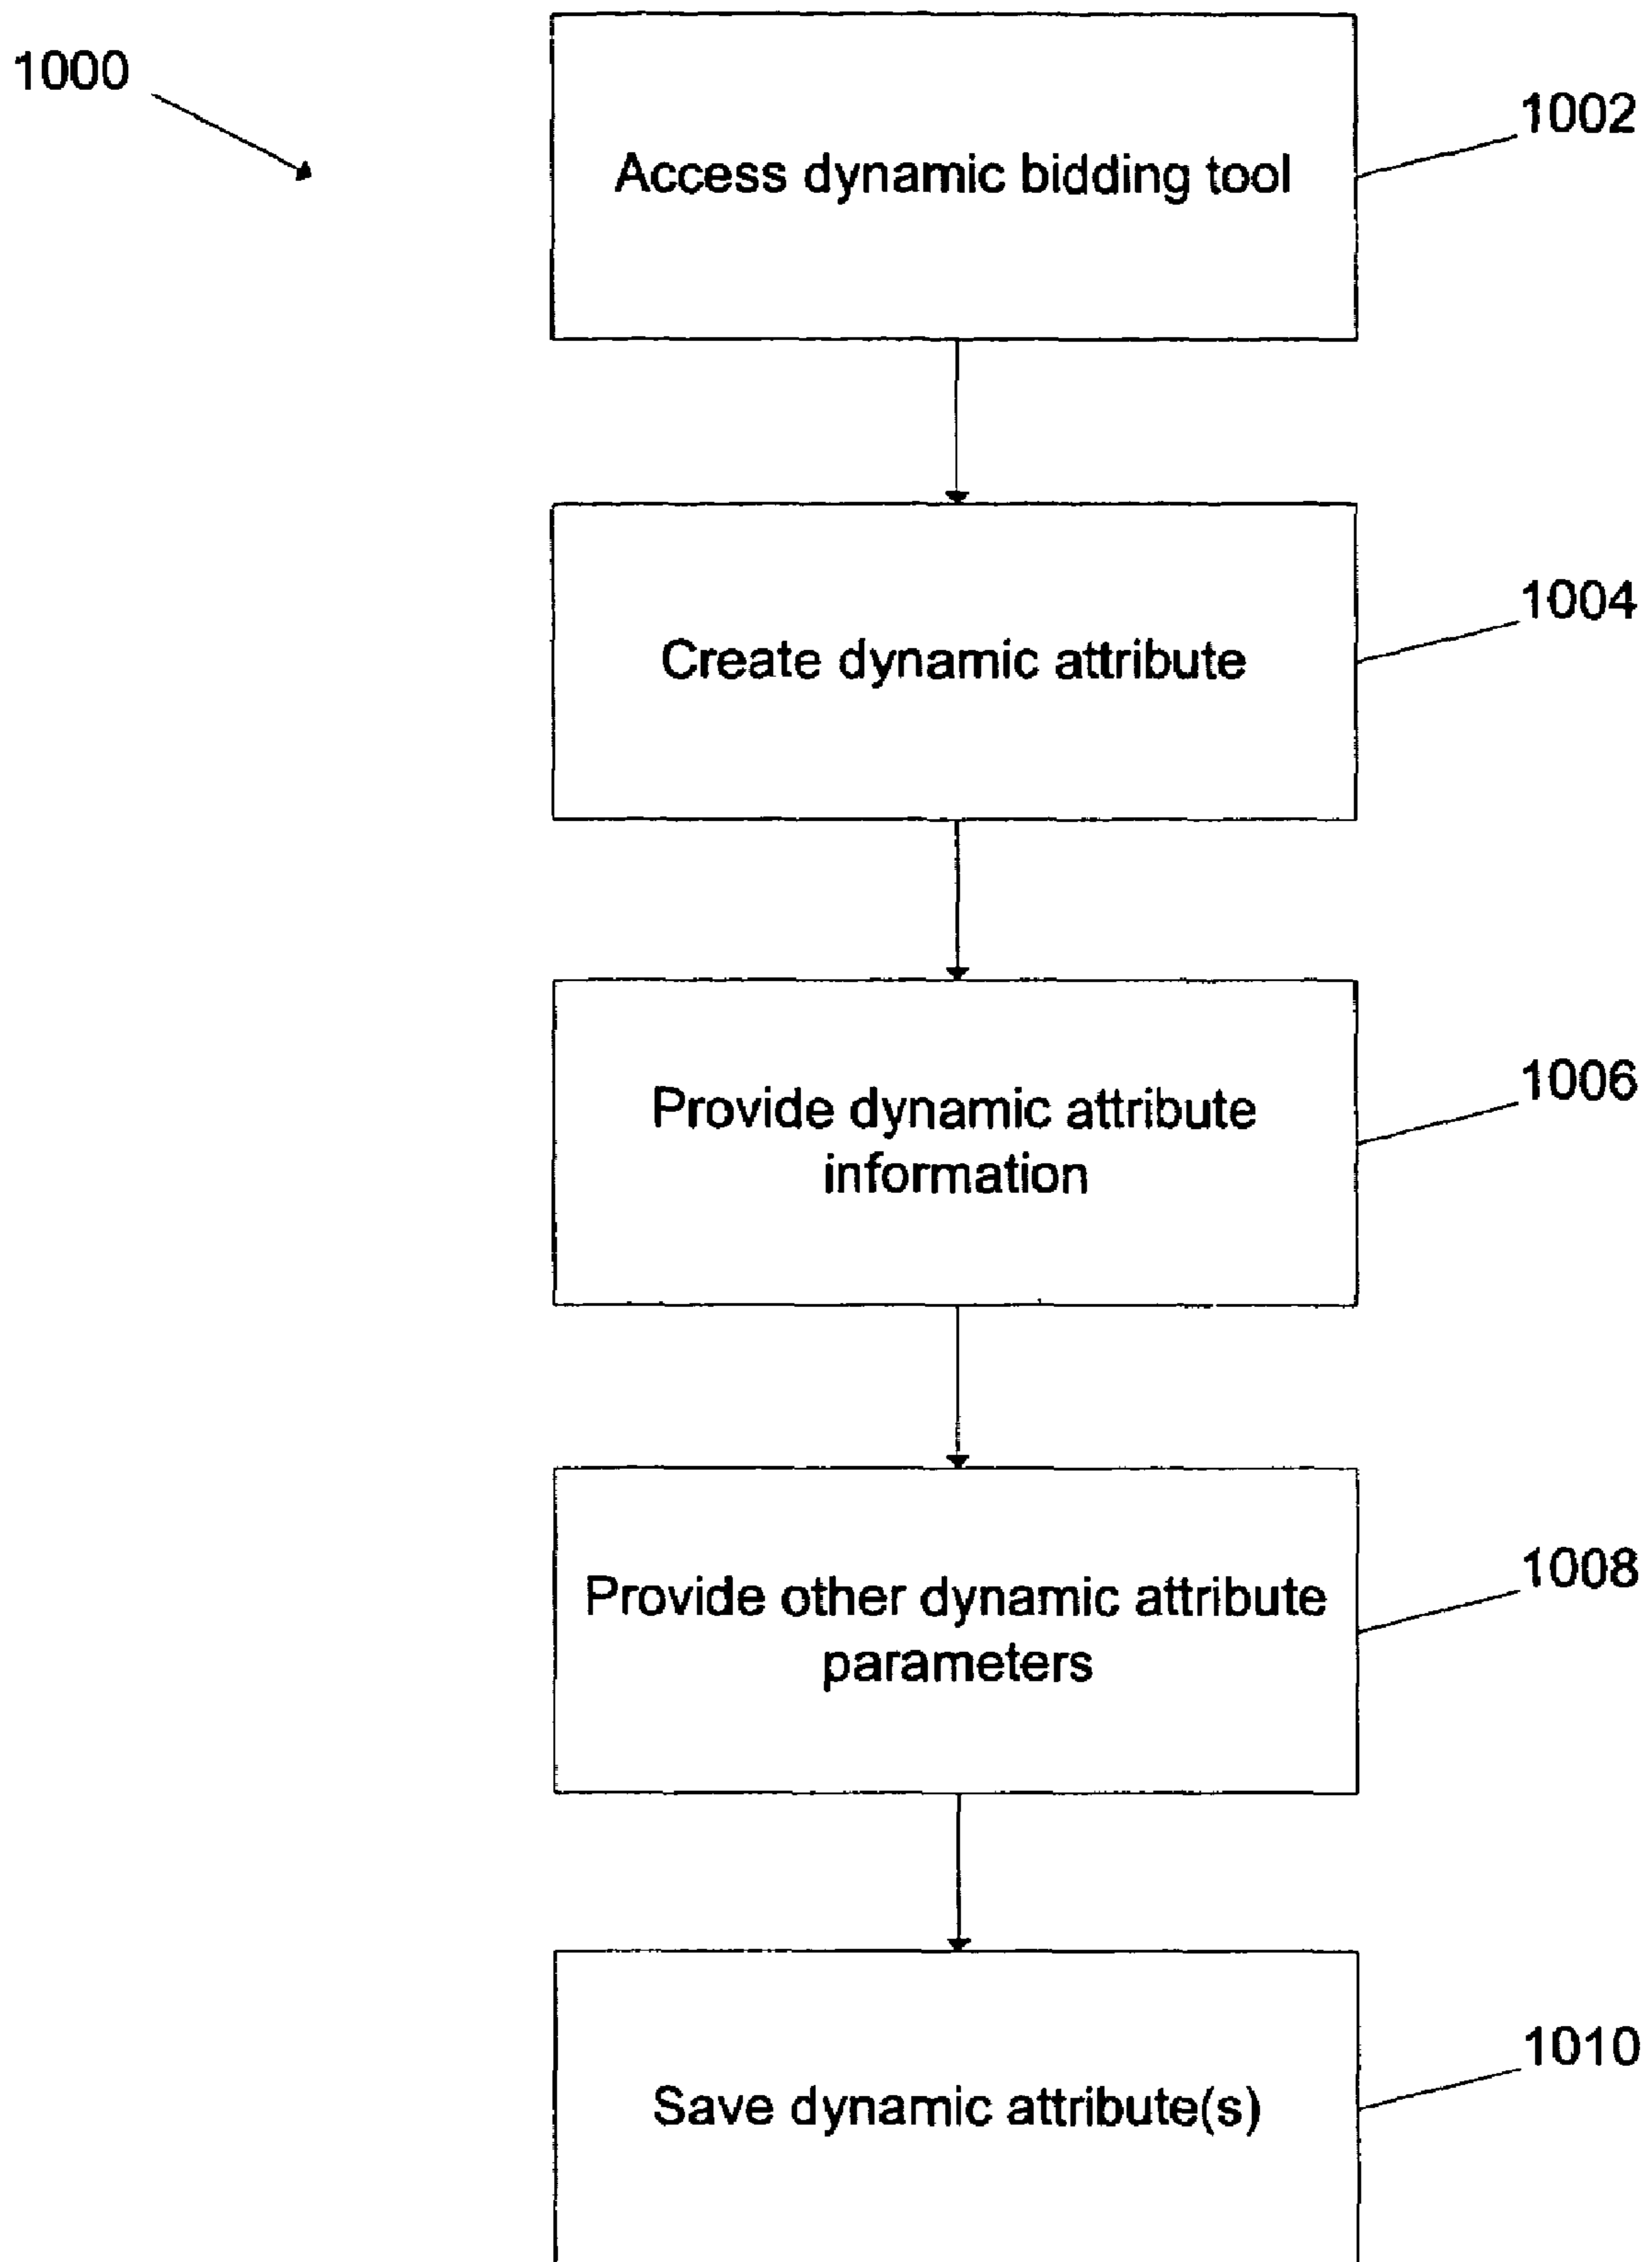 1000
1002
Access dynamic bidding tool
1004
Create dynamic attribute
1006
Provide dynamic attribute
information
1008
Provide other dynamic attribute
parameters
1010
Save dynamic attribute(s)